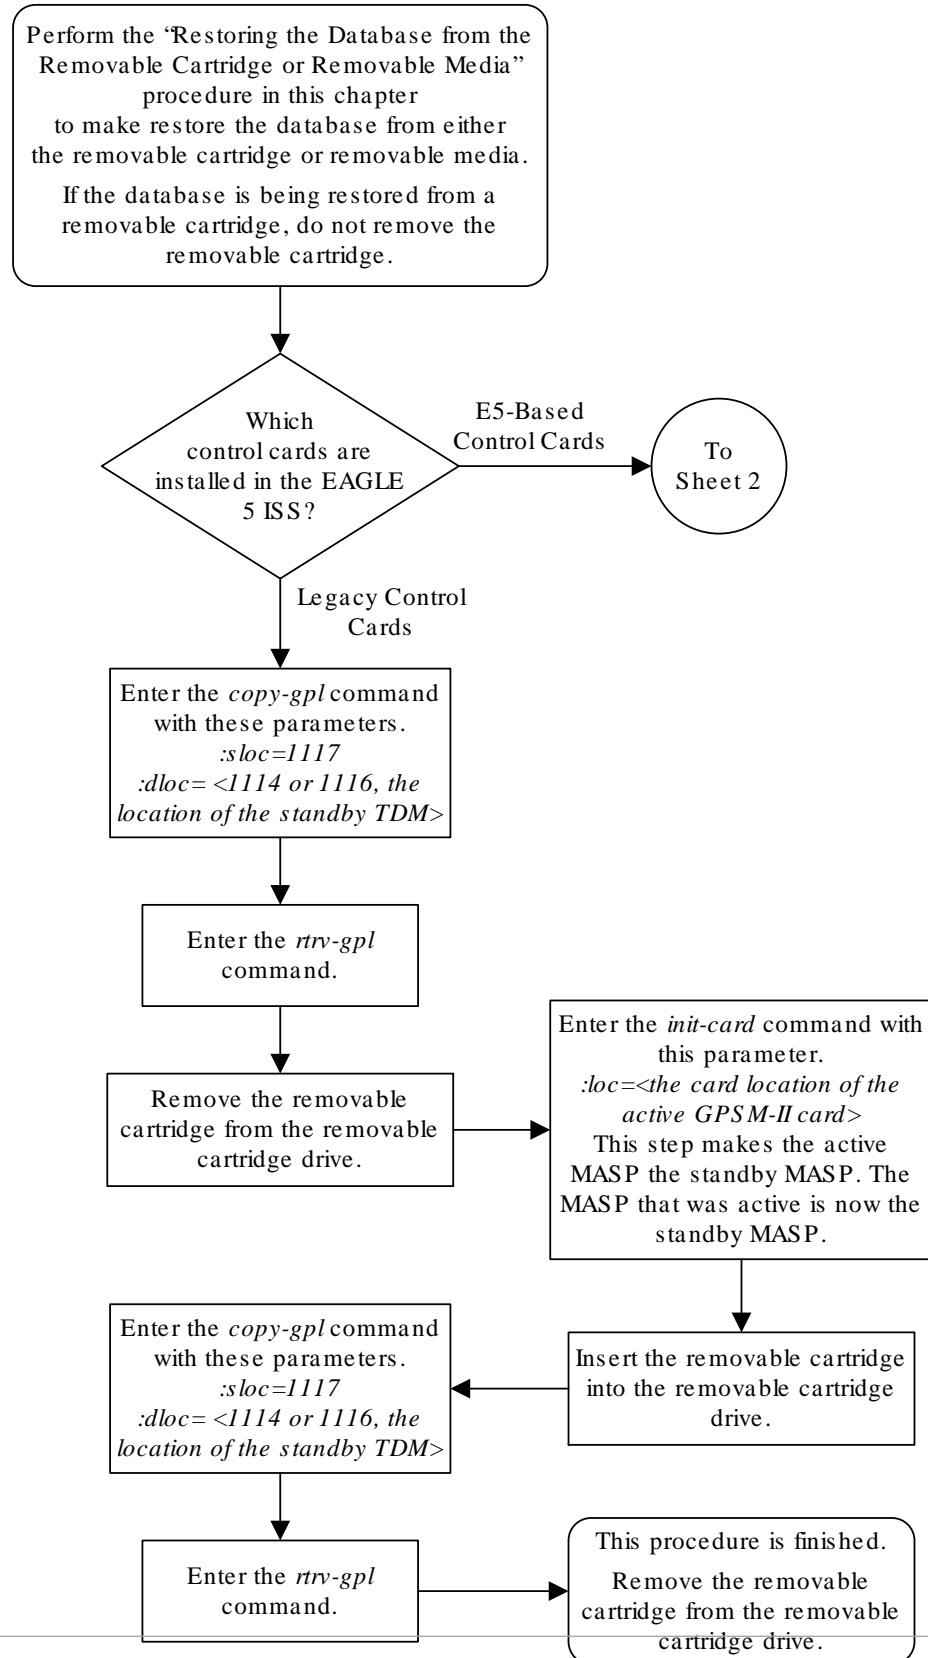 Perform the “Restoring the Database from the
Removable Cartridge or Removable Media”
procedure in this chapter
to make restore the database from either
the removable cartridge or removable media.
If the database is being restored from a
removable cartridge, do not remove the
removable cartridge.
Which
control cards are
installed in the EAGLE
5 ISS?
E5-Based
Control Cards
To
Sheet 2
Legacy Control
Cards
Enter the copy-gpl command
with these parameters.
:sloc=1117
:dloc= <1114 or 1116, the
location of the standby TDM>
Enter the rtrv-gpl
command.
Remove the removable
cartridge from the removable
cartridge drive.
Enter the init-card command with
this parameter.
:loc=<the card location of the
active GPSM-II card>
This step makes the active
MASP the standby MASP. The
MASP that was active is now the
standby MASP.
Insert the removable cartridge
into the removable cartridge
drive.
Enter the copy-gpl command
with these parameters.
:sloc=1117
:dloc= <1114 or 1116, the
location of the standby TDM>
Enter the rtrv-gpl
command.
This procedure is finished.
Remove the removable
cartridge from the removable
cartridge drive.